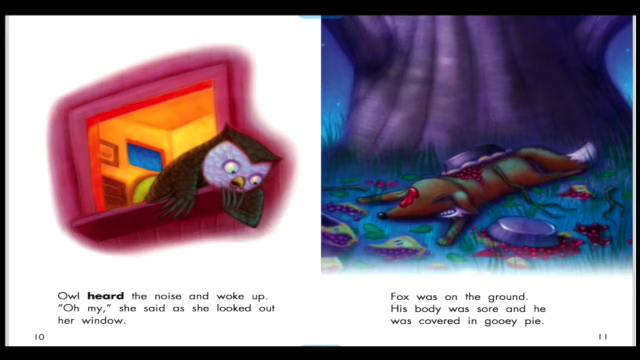 Owl heard the noise and woke up.
"Oh my," she said as she looked out
her window.
10
Fox was on the ground.
His body was sore and he
was covered in gooey pie.
11